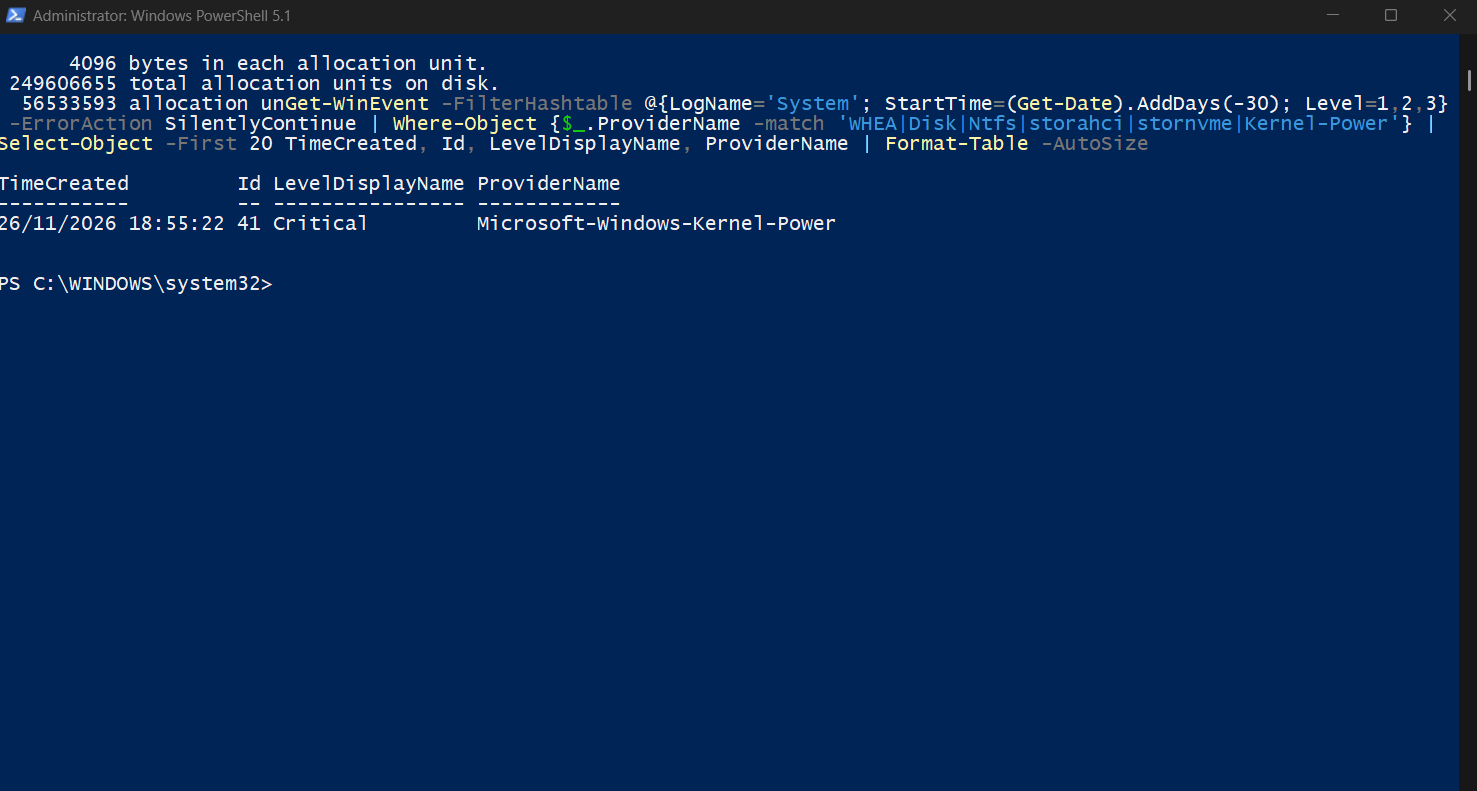 Administrator: Windows PowerShell 5.1
4096 bytes in each allocation unit.
249606655 total allocation units on disk.
56533593 allocation unGet-WinEvent -FilterHashtable @{LogName='System'; StartTime=(Get-Date).AddDays(-30); Level=1,2,3}
-ErrorAction SilentlyContinue | Where-Object {$_.ProviderName -match 'WHEA|Disk|Ntfs|storahci|stornvme|Kernel-Power'} |
Select-Object -First 20 TimeCreated, Id, LevelDisplayName, ProviderName | Format-Table -AutoSize
TimeCreated         Id LevelDisplayName ProviderName
-----------         -- ---------------- ------------
26/11/2026 18:55:22 41 Critical         Microsoft-Windows-Kernel-Power
PS C:\WINDOWS\system32>